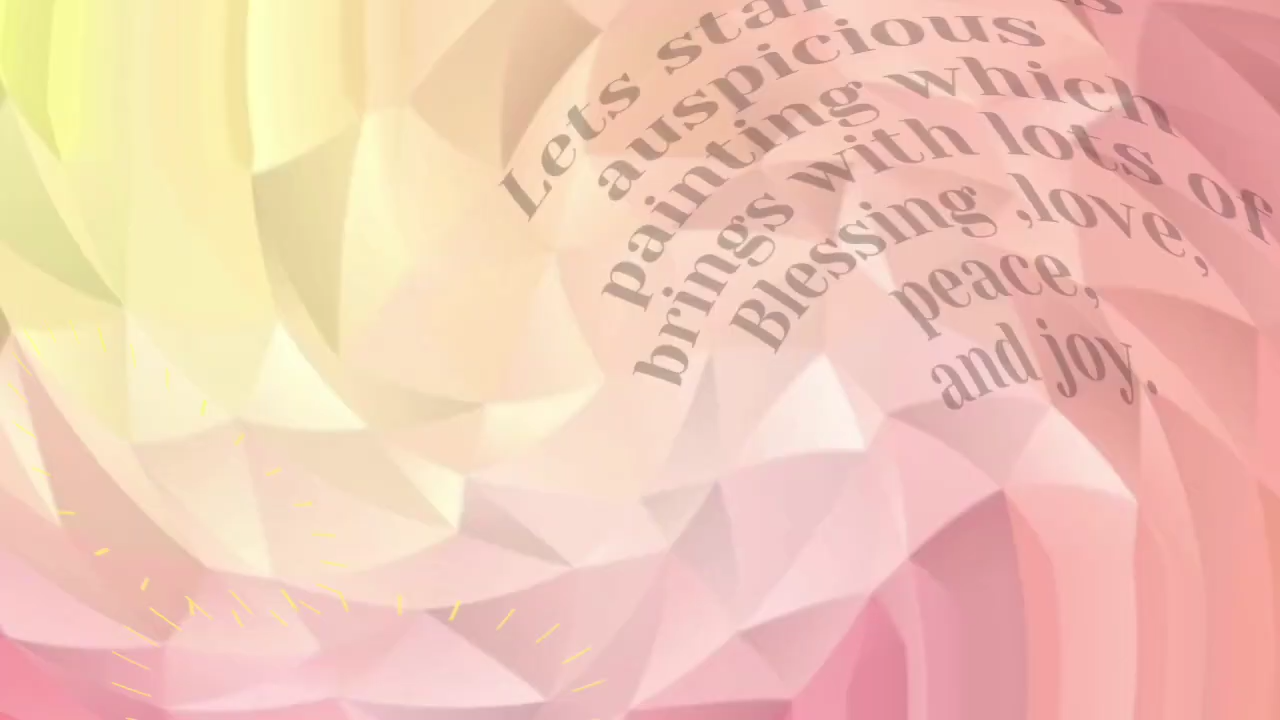 Lets
auspicious
painting which
brings with lots of
Blessing ,love,
peace,
and joy.